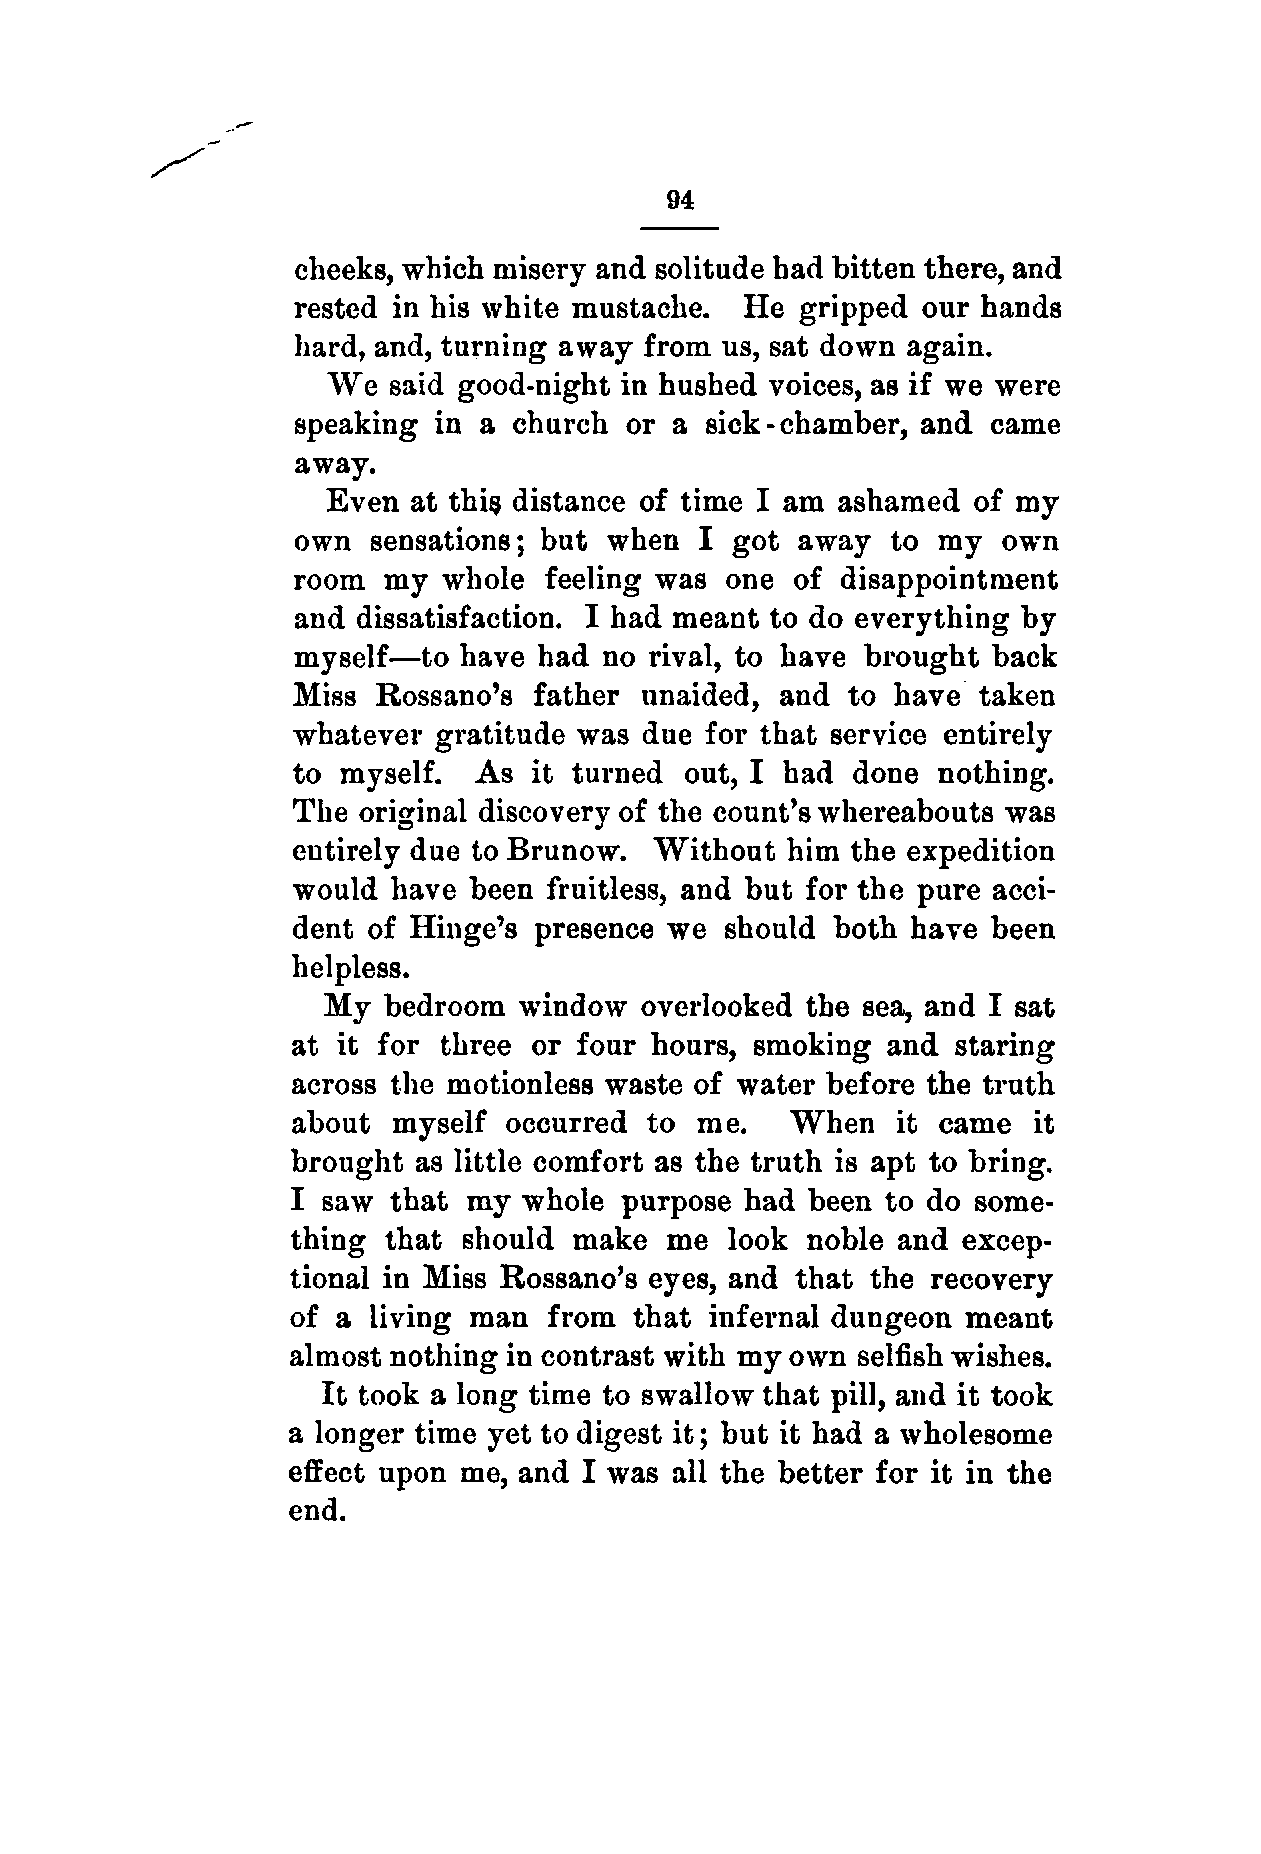 94
cheeks, which misery and solitude had bitten there, and
rested in his white mustache. He gripped our hands
hard, and, turning away from us, sat down again.
We said good-night in hushed voices, as if we were
speaking in a church or a sick-chamber, and came
away.
Even at this distance of time I am ashamed of my
own sensations; but when I got away to my own
room my whole feeling was one of disappointment
and dissatisfaction. I had meant to do everything by
myself—to have had no rival, to have brought back
Miss Rossano's father unaided, and to have taken
whatever gratitude was due for that service entirely
to myself. As it turned out, I had done nothing.
The original discovery of the count's whereabouts was
entirely due to Brunow. Without him the expedition
would have been fruitless, and but for the pure acci-
dent of Hinge's presence we should both have been
helpless.
My bedroom window overlooked the sea, and I sat
at it for three or four hours, smoking and staring
across the motionless waste of water before the truth
about myself occurred to me. When it came it
brought as little comfort as the truth is apt to bring.
I saw that my whole purpose had been to do some-
thing that should make me look noble and excep-
tional in Miss Rossano's eyes, and that the recovery
of a living man from that infernal dungeon meant
almost nothing in contrast with my own selfish wishes.
It took a long time to swallow that pill, and it took
a longer time yet to digest it; but it had a wholesome
effect upon me, and I was all the better for it in the
end.